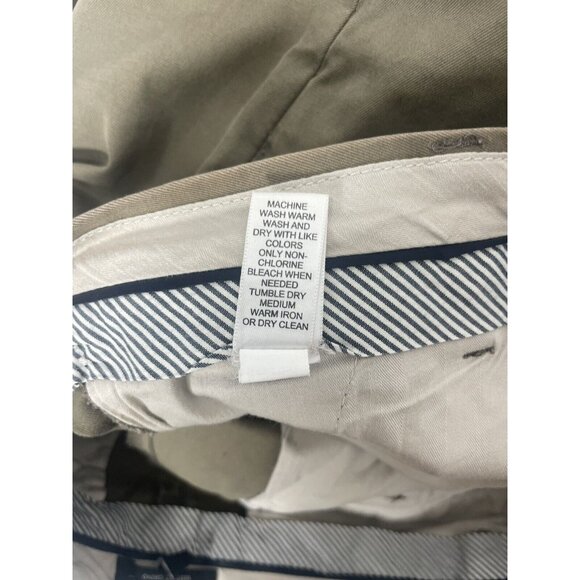 MACHINE
WASH WARM
WASH AND
DRY WITH LIKE
COLORS
ONLY NON-
CHLORINE
BLEACH WHEN
NEEDED
TUMBLE DRY
MEDIUM
WARM IRON
OR DRY CLEAN